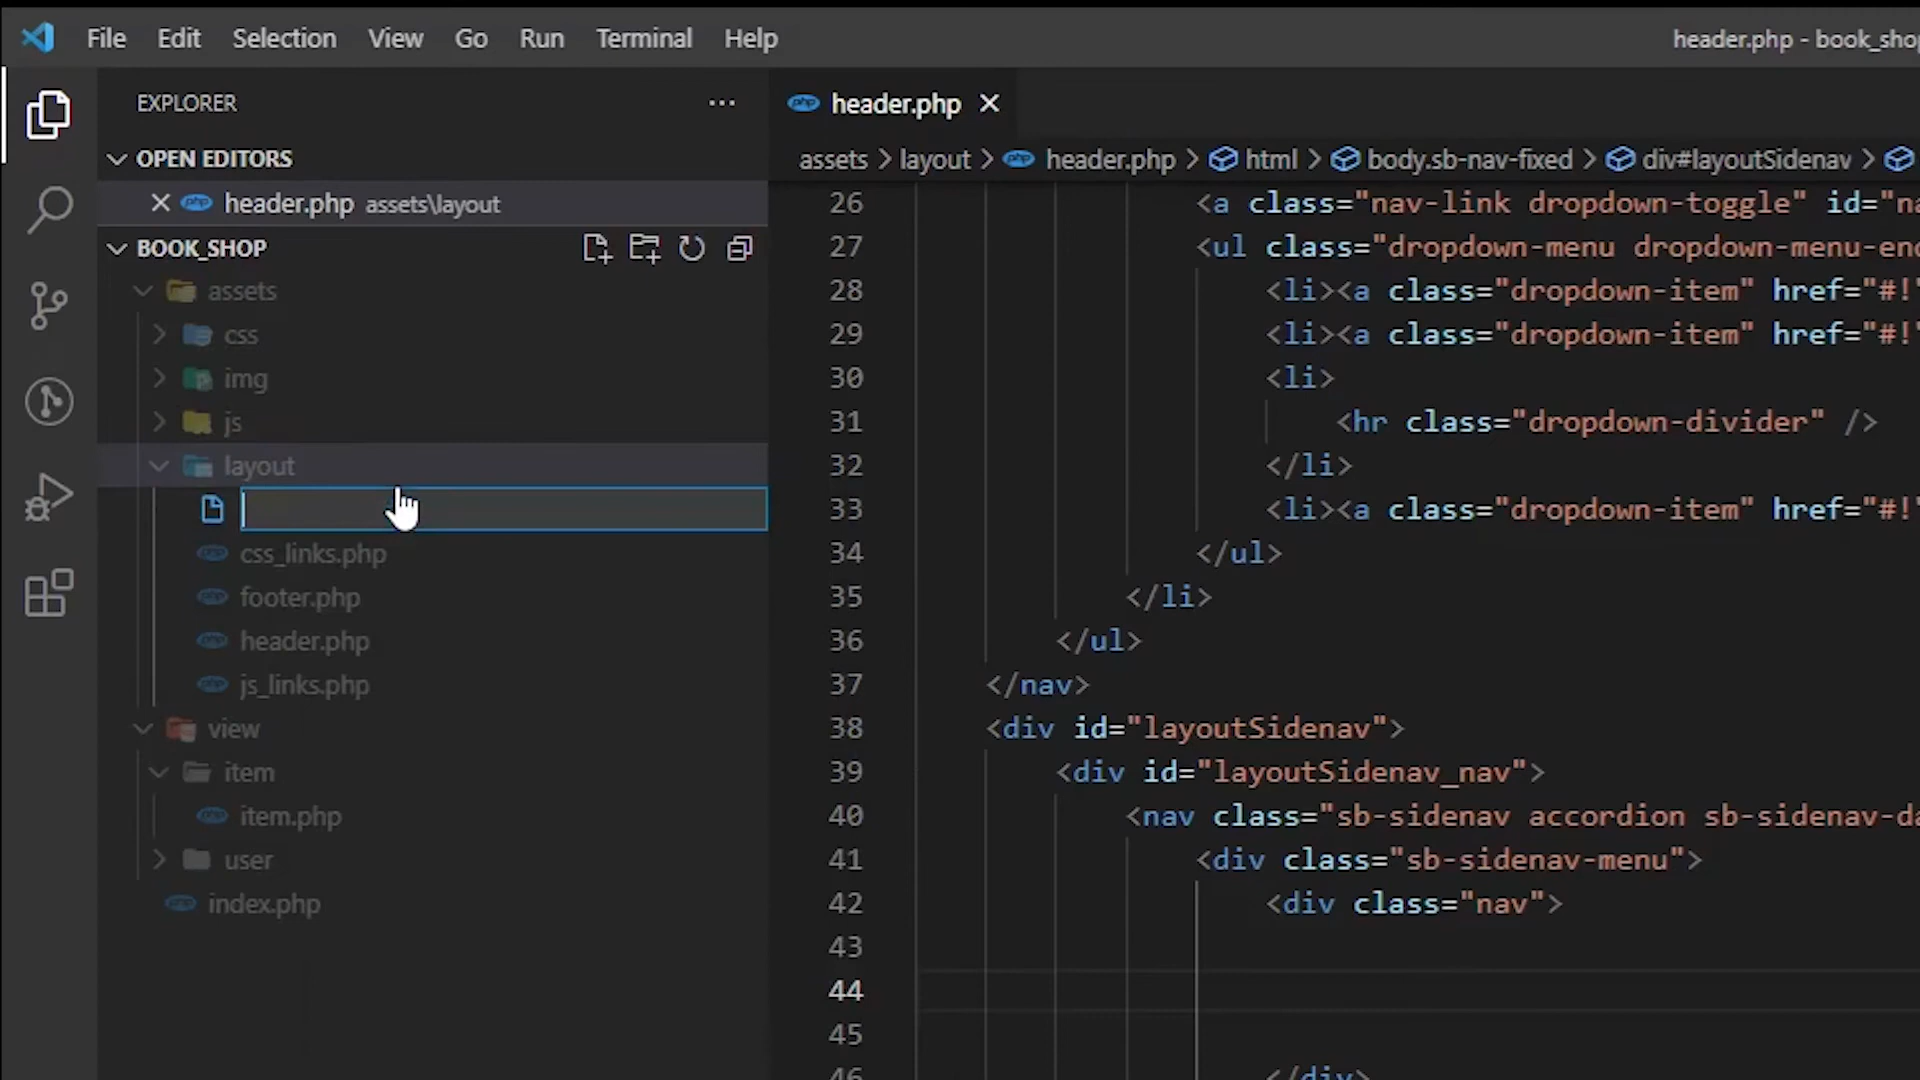 File Edit Selection View Go Run Terminal Help
header.php - book_shop
EXPLORER
OPEN EDITORS
header.php assets\layout
BOOK_SHOP
assets
css
img
js
layout
css_links.php
footer.php
header.php
js_links.php
view
item
item.php
user
index.php
php header.php
assets > layout > header.php > html > body.sb-nav-fixed > div#layoutSidenav >
26 <a class="nav-link dropdown-toggle" id="na
27 <ul class="dropdown-menu dropdown-menu-end
28 <li><a class="dropdown-item" href="#!"
29 <li><a class="dropdown-item" href="#!"
30 <li>
31 <hr class="dropdown-divider" />
32 </li>
33 <li><a class="dropdown-item" href="#!"
34 </ul>
35 </li>
36 </ul>
37 </nav>
38 <div id="layoutSidenav">
39 <div id="layoutSidenav_nav">
40 <nav class="sb-sidenav accordion sb-sidenav-da
41 <div class="sb-sidenav-menu">
42 <div class="nav">
43
44
45
46 </div>